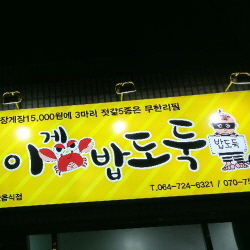 장게장15,000원에 3마리 젓갈5종은 무한리필
이게 밥도둑
밥도둑
음식점
T.064-724-6321 / 070-75